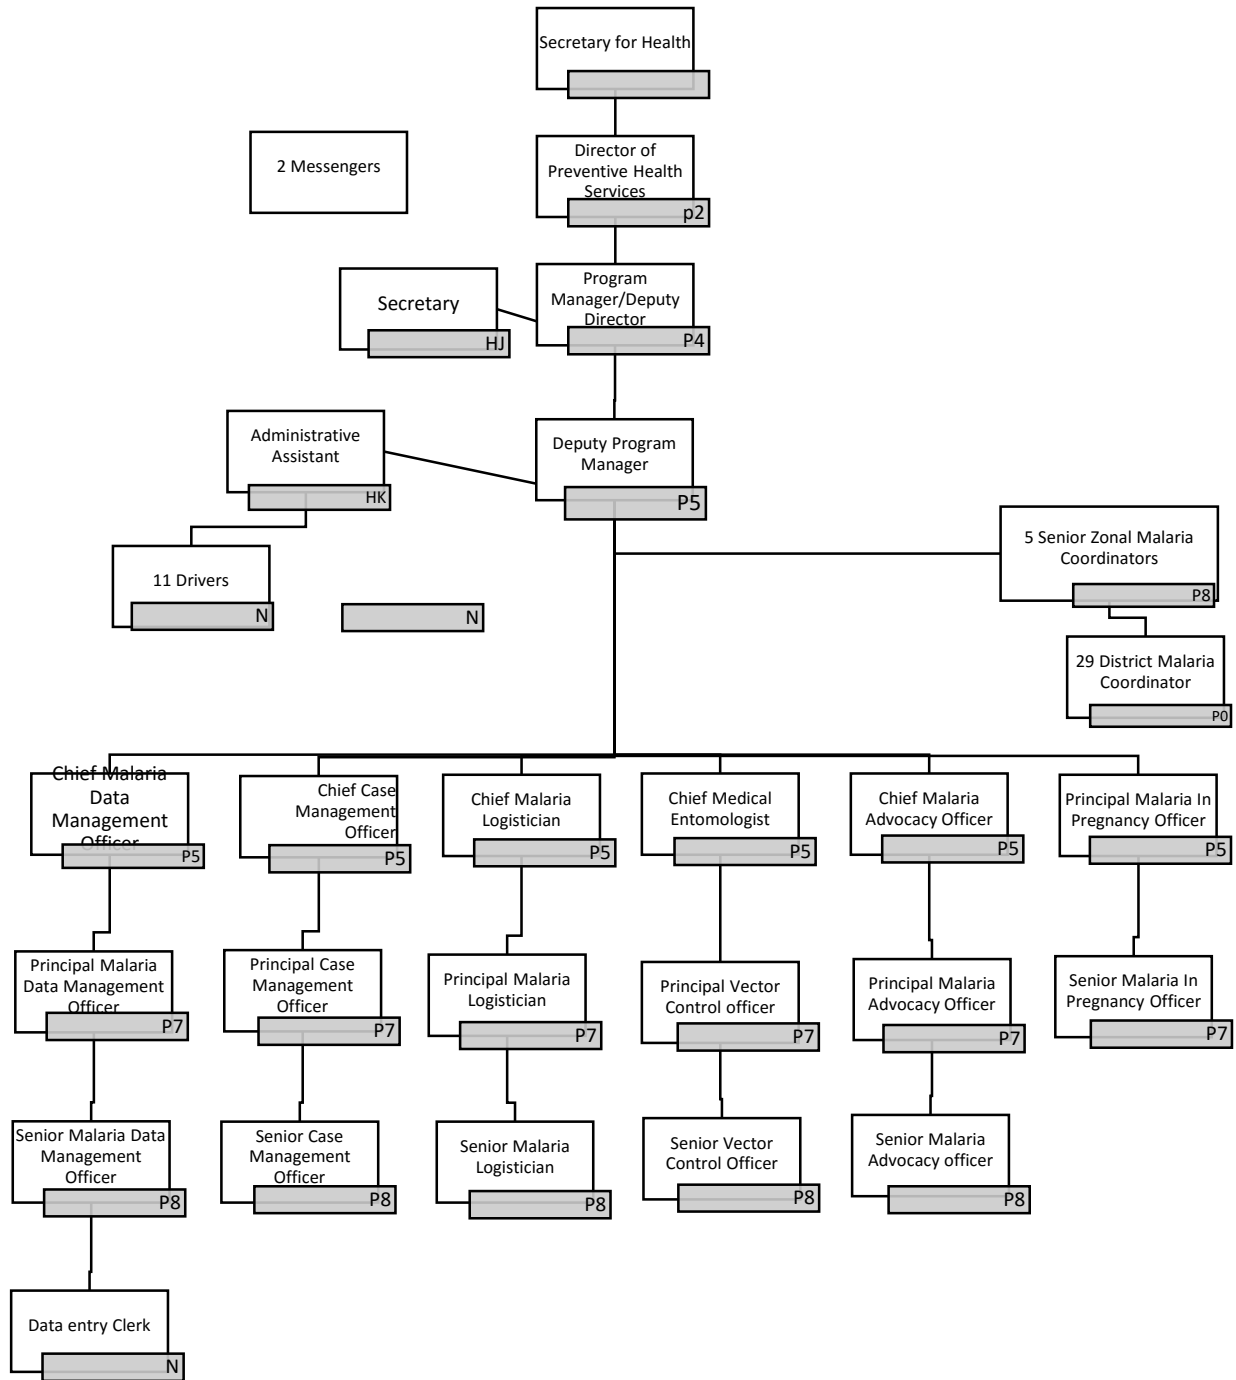 Secretary for Health
2 Messengers
Director of
Preventive Health
Services
p2
Program
Manager/Deputy
Director
P4
Secretary
HJ
Administrative
Assistant
HK
Deputy Program
Manager
P5
5 Senior Zonal Malaria
Coordinators
P8
11 Drivers
N
N
29 District Malaria
Coordinator
P0
Chief Malaria
Data
Management
Officer
P5
Chief Case
Management
Officer
P5
Chief Malaria
Logistician
P5
Chief Medical
Entomologist
P5
Chief Malaria
Advocacy Officer
P5
Principal Malaria In
Pregnancy Officer
P5
Principal Malaria
Data Management
Officer
P7
Principal Case
Management
Officer
P7
Principal Malaria
Logistician
P7
Principal Vector
Control officer
P7
Principal Malaria
Advocacy Officer
P7
Senior Malaria In
Pregnancy Officer
P7
Senior Malaria Data
Management
Officer
P8
Senior Case
Management
Officer
P8
Senior Malaria
Logistician
P8
Senior Vector
Control Officer
P8
Senior Malaria
Advocacy officer
P8
Data entry Clerk
N